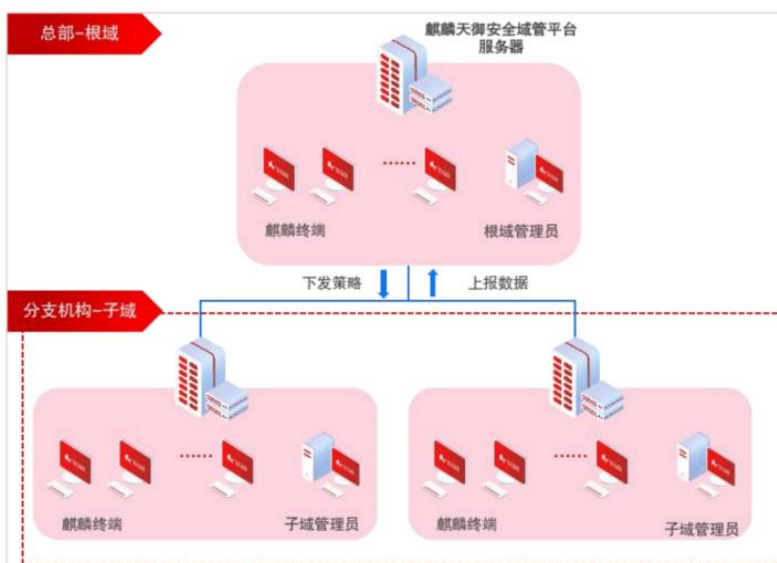 总部-根域
麒麟天御安全域管平台
服务器
······
麒麟终端
根域管理员
下发策略
上报数据
分支机构-子域
······
······
麒麟终端
子域管理员
麒麟终端
子域管理员